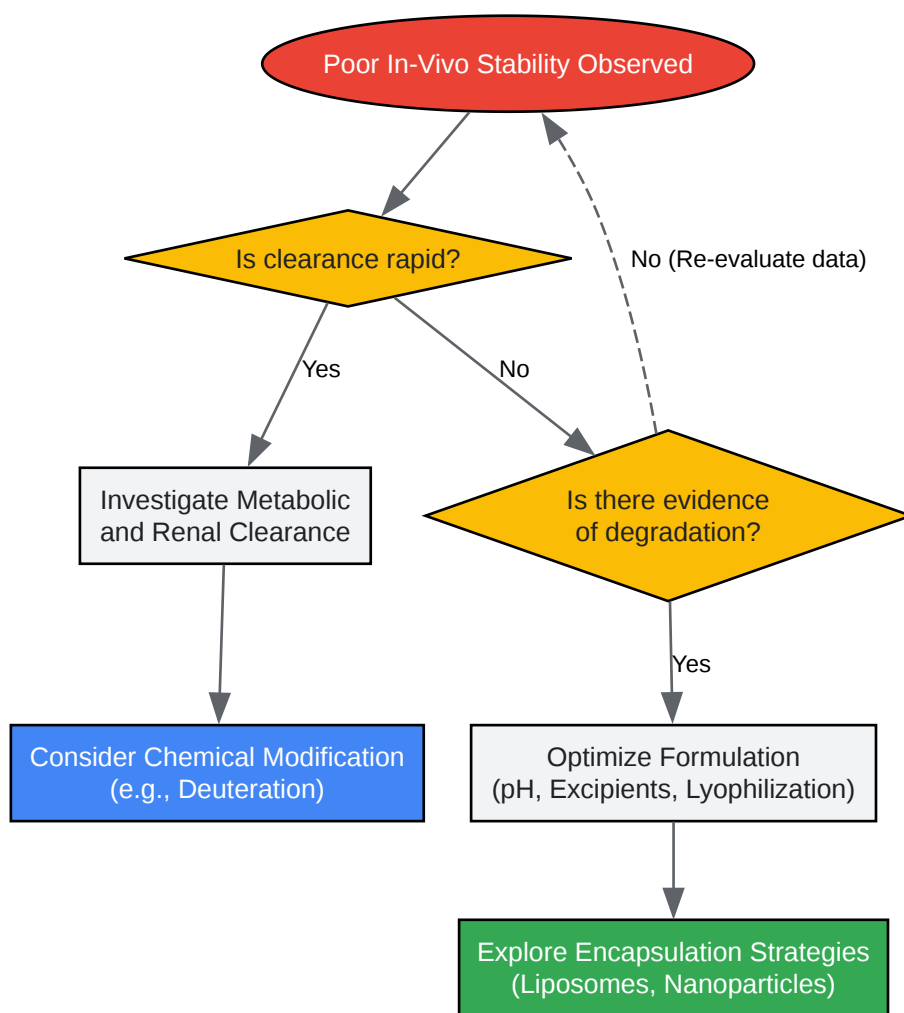 Poor In-Vivo Stability Observed
Is clearance rapid?
No (Re-evaluate data)
Yes
No
Investigate Metabolic
and Renal Clearance
Is there evidence
of degradation?
Yes
Consider Chemical Modification
(e.g., Deuteration)
Optimize Formulation
(pH, Excipients, Lyophilization)
Explore Encapsulation Strategies
(Liposomes, Nanoparticles)